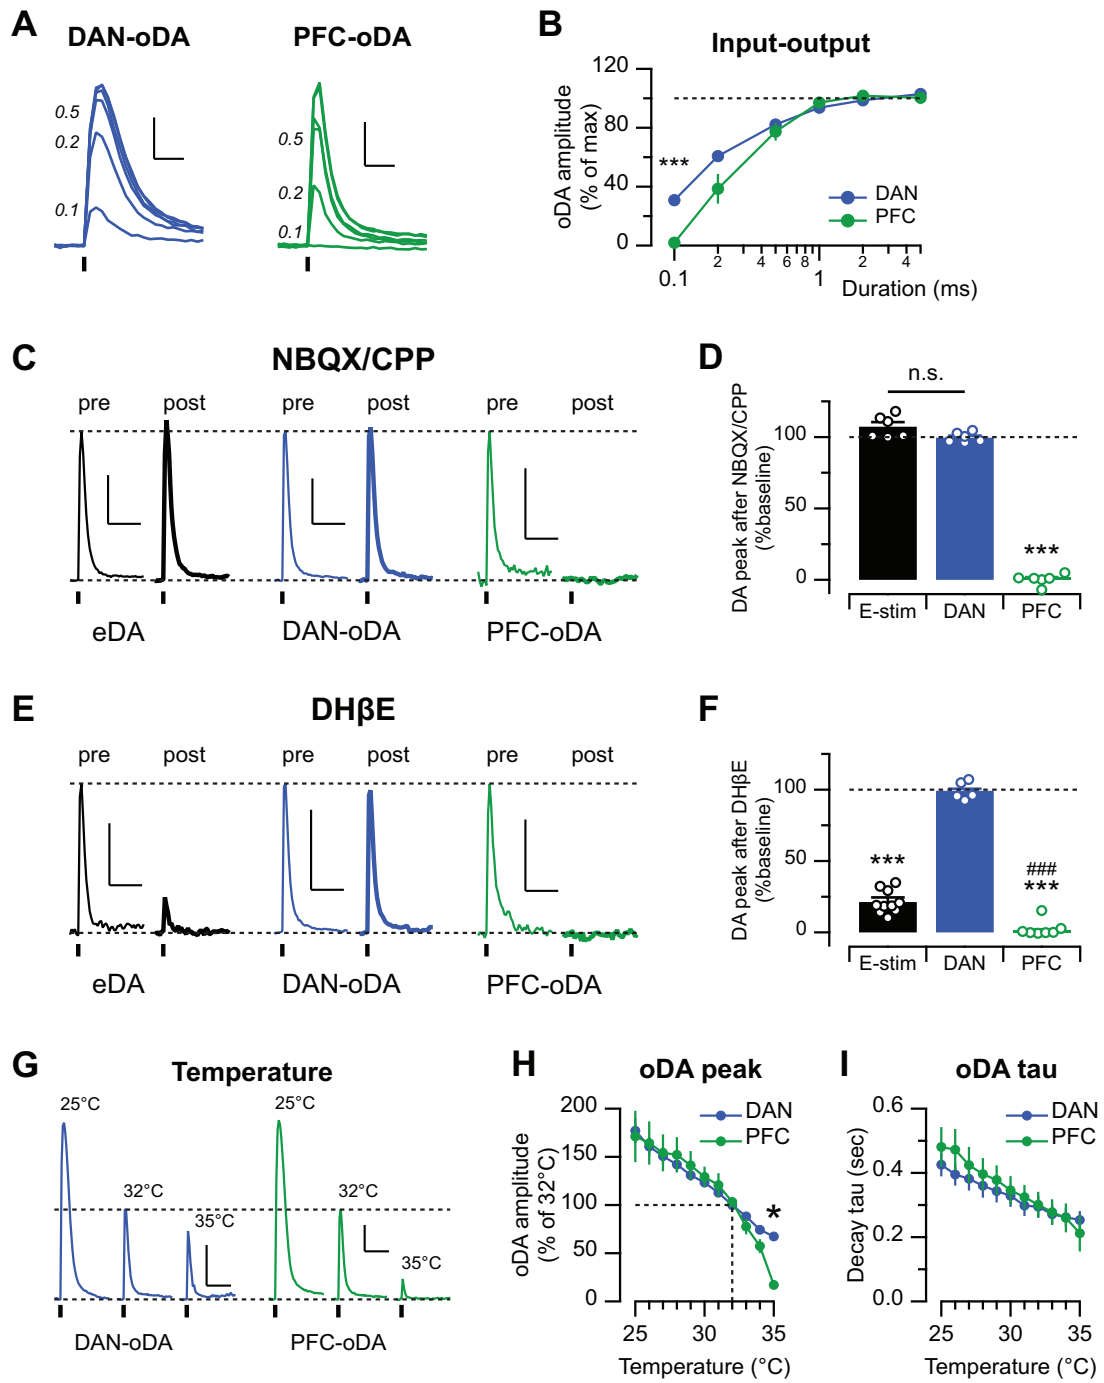 A
DAN-oDA
PFC-oDA
0.5
0.2
0.1
0.5
0.2
0.1
B
Input-output
oDA amplitude
(% of max)
120
80
40
0
***
DAN
PFC
0.1
2
4
6
8
1
2
4
Duration (ms)
C
NBQX/CPP
pre
post
pre
post
pre
post
eDA
DAN-oDA
PFC-oDA
D
n.s.
DA peak after NBQX/CPP
(%baseline)
100
50
0
***
E-stim
DAN
PFC
E
DHβE
pre
post
pre
post
pre
post
eDA
DAN-oDA
PFC-oDA
F
DA peak after DHβE
(%baseline)
100
50
0
***
###
***
E-stim
DAN
PFC
G
Temperature
25°C
32°C
35°C
25°C
32°C
35°C
DAN-oDA
PFC-oDA
H
oDA peak
oDA amplitude
(% of 32°C)
200
150
100
50
0
DAN
PFC
*
25
30
35
Temperature (°C)
I
oDA tau
Decay tau (sec)
0.6
0.4
0.2
0.0
DAN
PFC
25
30
35
Temperature (°C)